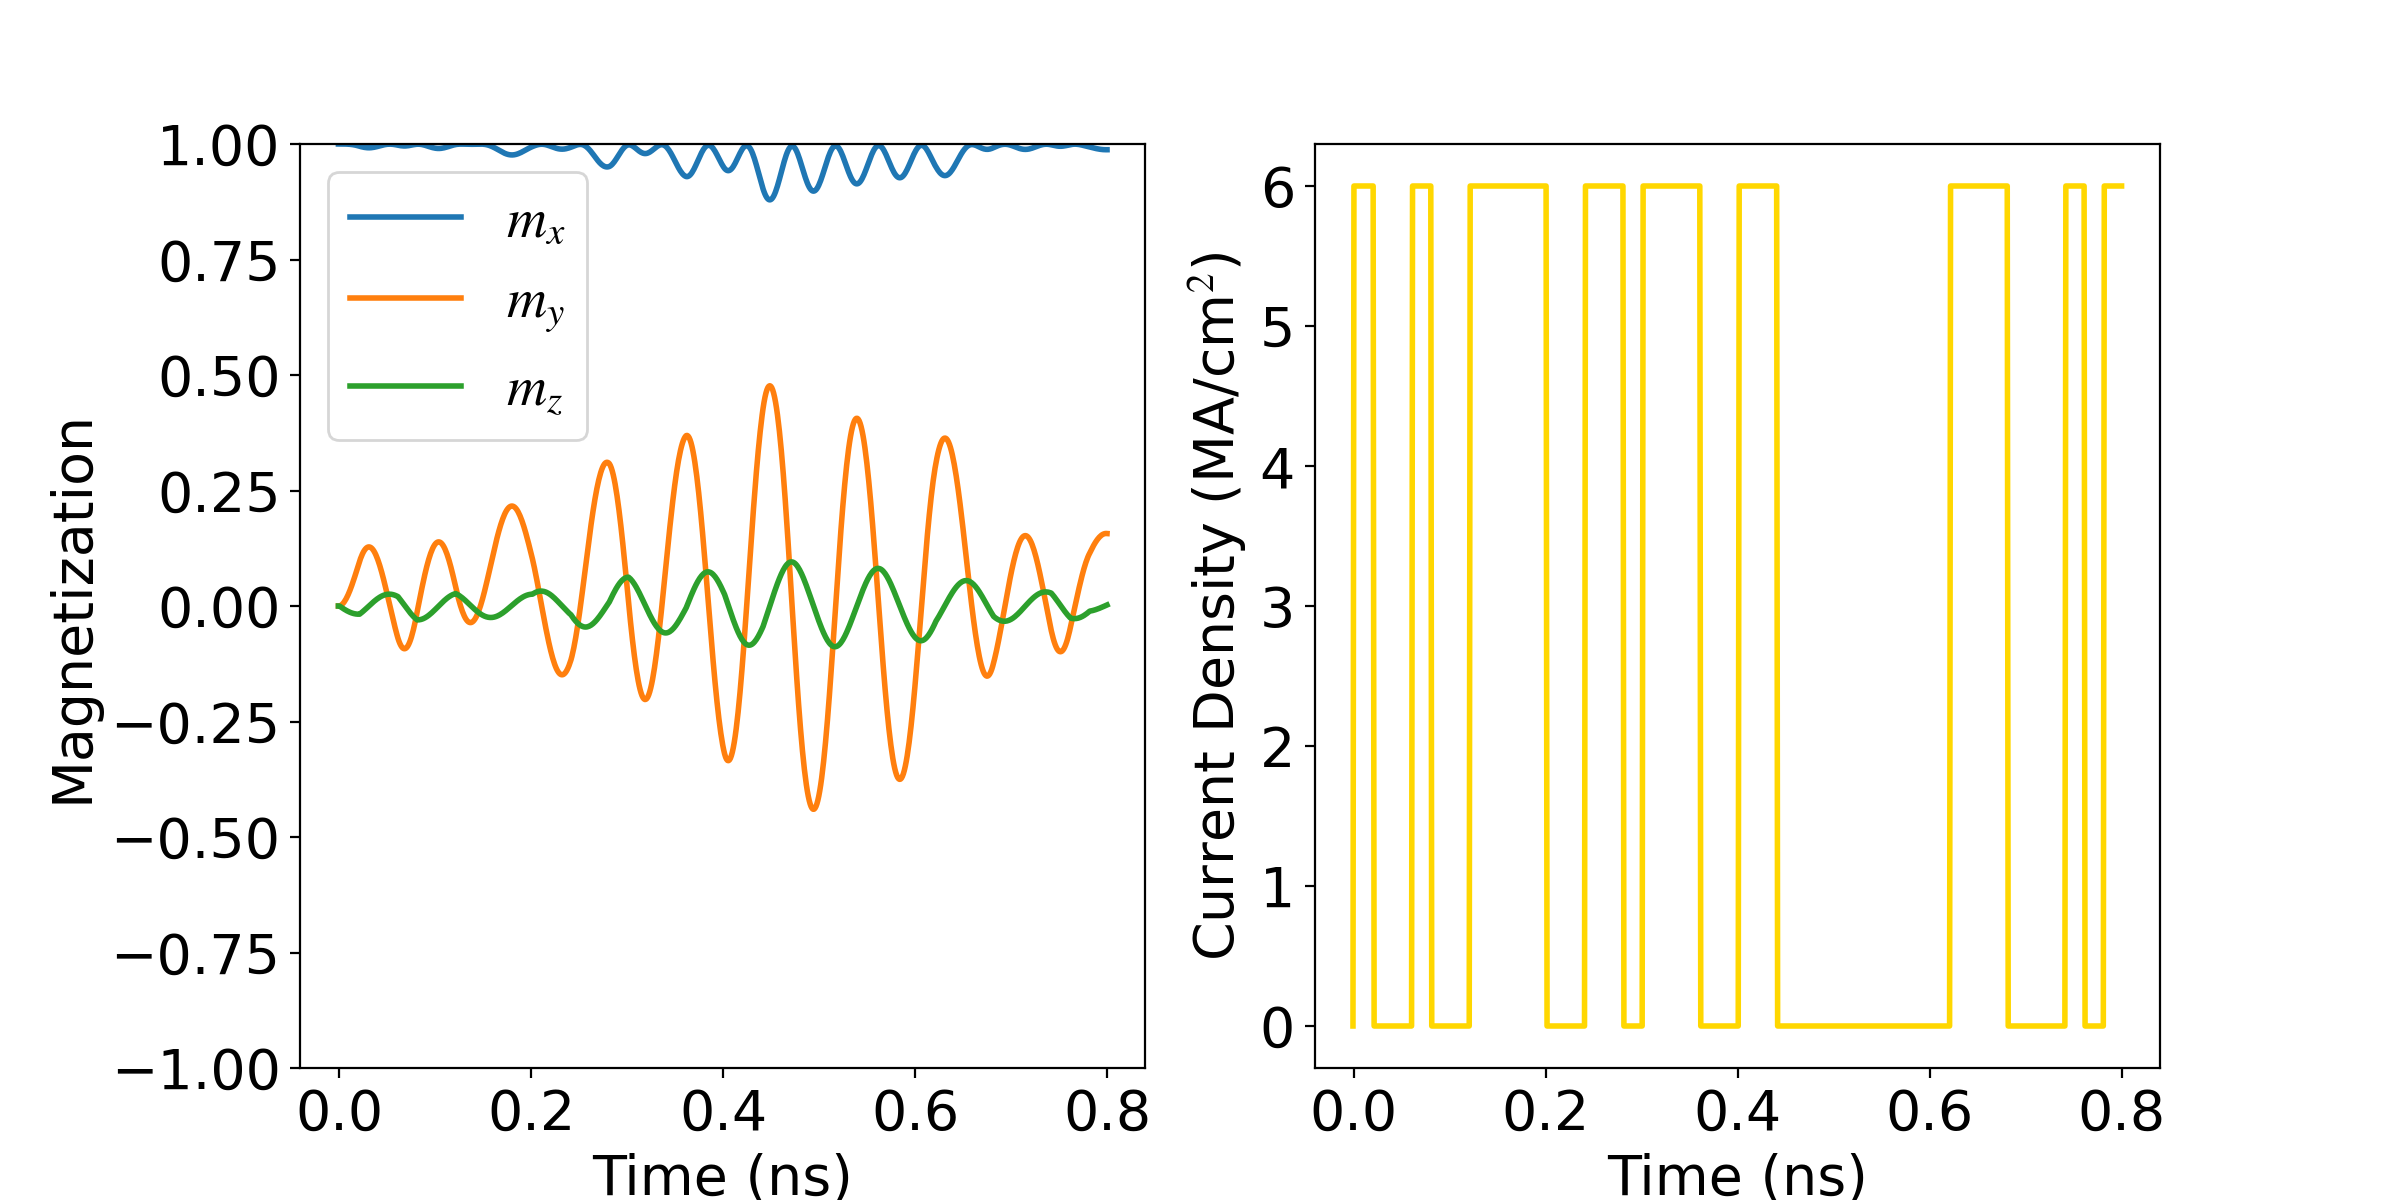 1.00
0.75
0.50
0.25
0.00
−0.25
−0.50
−0.75
−1.00
Magnetization
m_x
m_y
m_z
0.0 0.2 0.4 0.6 0.8
Time (ns)
6
5
4
3
2
1
0
Current Density (MA/cm²)
0.0 0.2 0.4 0.6 0.8
Time (ns)